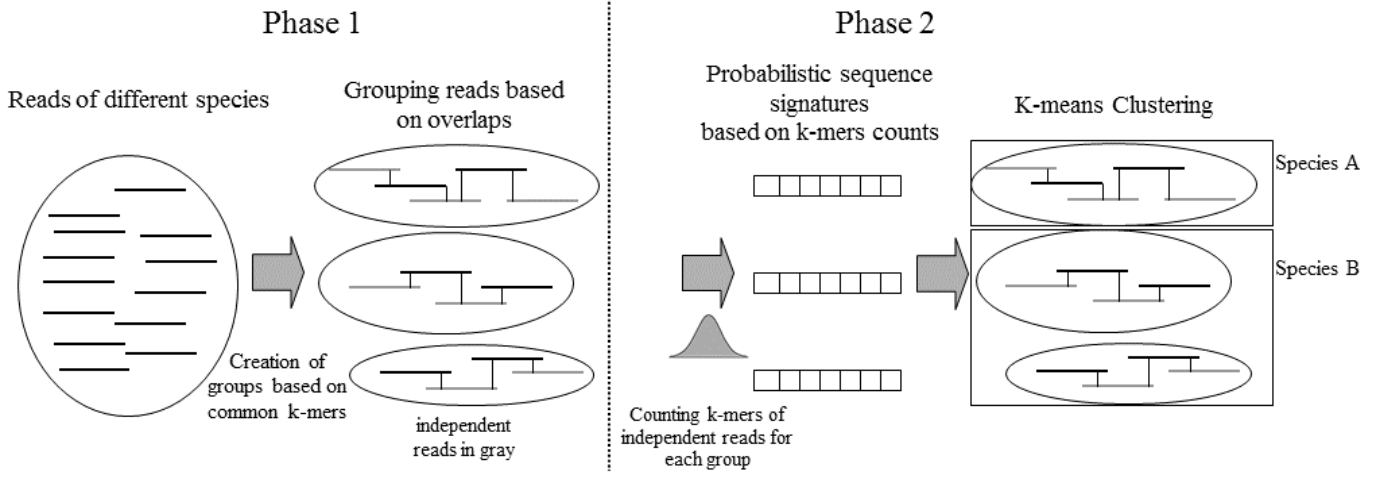 Phase 1
Reads of different species
Grouping reads based
on overlaps
Creation of
groups based on
common k-mers
independent
reads in gray
Phase 2
Probabilistic sequence
signatures
based on k-mers counts
K-means Clustering
Species A
Species B
Counting k-mers of
independent reads for
each group